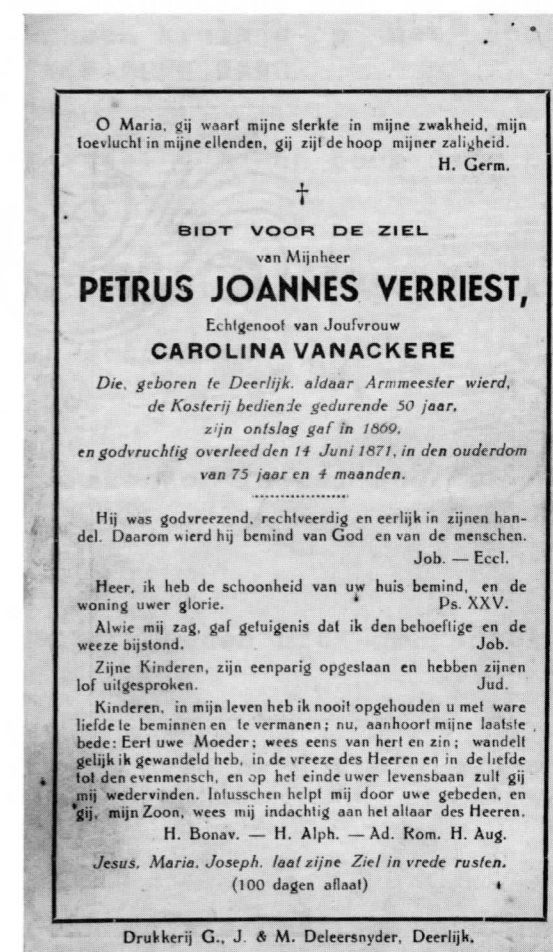 O Maria, gij waart mijne sterkte in mijne zwakheid, mijn
toevlucht in mijne ellenden, gij zijt de hoop mijner zaligheid.
H. Germ.
†
BIDT VOOR DE ZIEL
van Mijnheer
PETRUS JOANNES VERRIEST,
Echtgenoot van Joufvrouw
CAROLINA VANACKERE
Die, geboren te Deerlijk, aldaar Armmeester wierd,
de Kosterij bediende gedurende 50 jaar,
zijn ontslag gaf in 1869,
en godvruchtig overleed den 14 Juni 1871, in den ouderdom
van 75 jaar en 4 maanden.
Hij was godvreezend, rechtveerdig en eerlijk in zijnen han-
del. Daarom wierd hij bemind van God en van de menschen.
Job. — Eccl.
Heer, ik heb de schoonheid van uw huis bemind, en de
woning uwer glorie. Ps. XXV.
Alwie mij zag, gaf getuigenis dat ik den behoeftige en de
weeze bijstond. Job.
Zijne Kinderen, zijn eenparig opgestaan en hebben zijnen
lof uitgesproken. Jud.
Kinderen, in mijn leven heb ik nooit opgehouden u met ware
liefde te beminnen en te vermanen; nu, aanhoort mijne laatste
bede: Eert uwe Moeder; wees eens van hert en zin; wandelt
gelijk ik gewandeld heb, in de vreeze des Heeren en in de liefde
tot den evenmensch, en op het einde uwer levensbaan zult gij
mij wedervinden. Intusschen helpt mij door uwe gebeden, en
gij, mijn Zoon, wees mij indachtig aan het altaar des Heeren.
H. Bonav. — H. Alph. — Ad. Rom. H. Aug.
Jesus, Maria, Joseph, laat zijne Ziel in vrede rusten.
(100 dagen aflaat)
Drukkerij G., J. & M. Deleersnyder, Deerlijk.